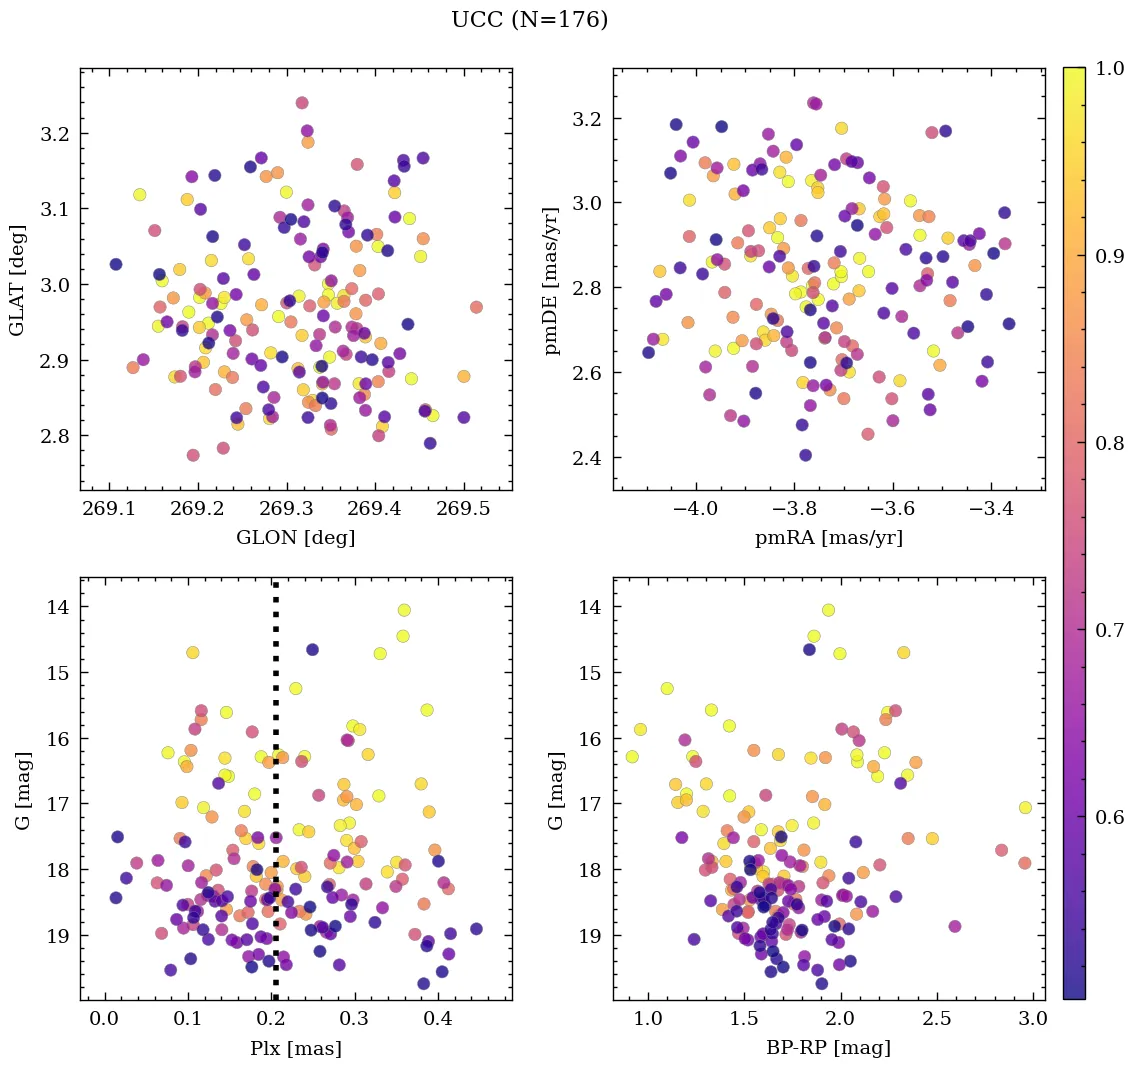 UCC (N=176)
3.2
3.1
3.0
2.9
2.8
GLAT [deg]
269.1 269.2 269.3 269.4 269.5
GLON [deg]
3.2
3.0
2.8
2.6
2.4
pmDE [mas/yr]
−4.0 −3.8 −3.6 −3.4
pmRA [mas/yr]
1.0
0.9
0.8
0.7
0.6
14
15
16
17
18
19
G [mag]
0.0 0.1 0.2 0.3 0.4
Plx [mas]
14
15
16
17
18
19
G [mag]
1.0 1.5 2.0 2.5 3.0
BP-RP [mag]